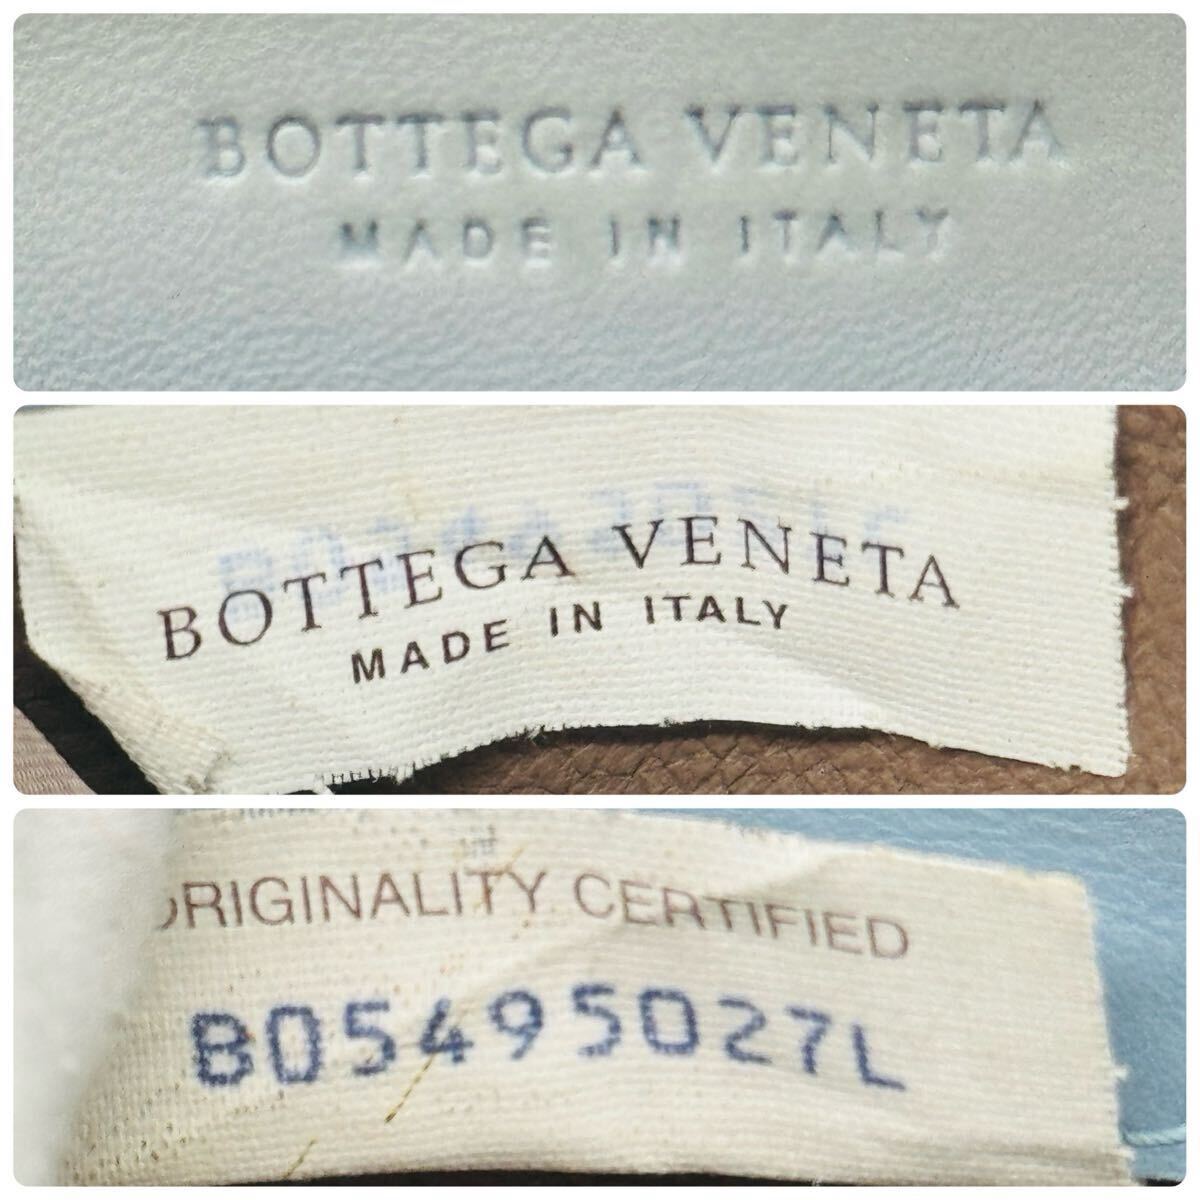 BOTTEGA VENETA
MADE IN ITALY
BOTTEGA VENETA
MADE IN ITALY
ORIGINALITY CERTIFIED
B05495027L